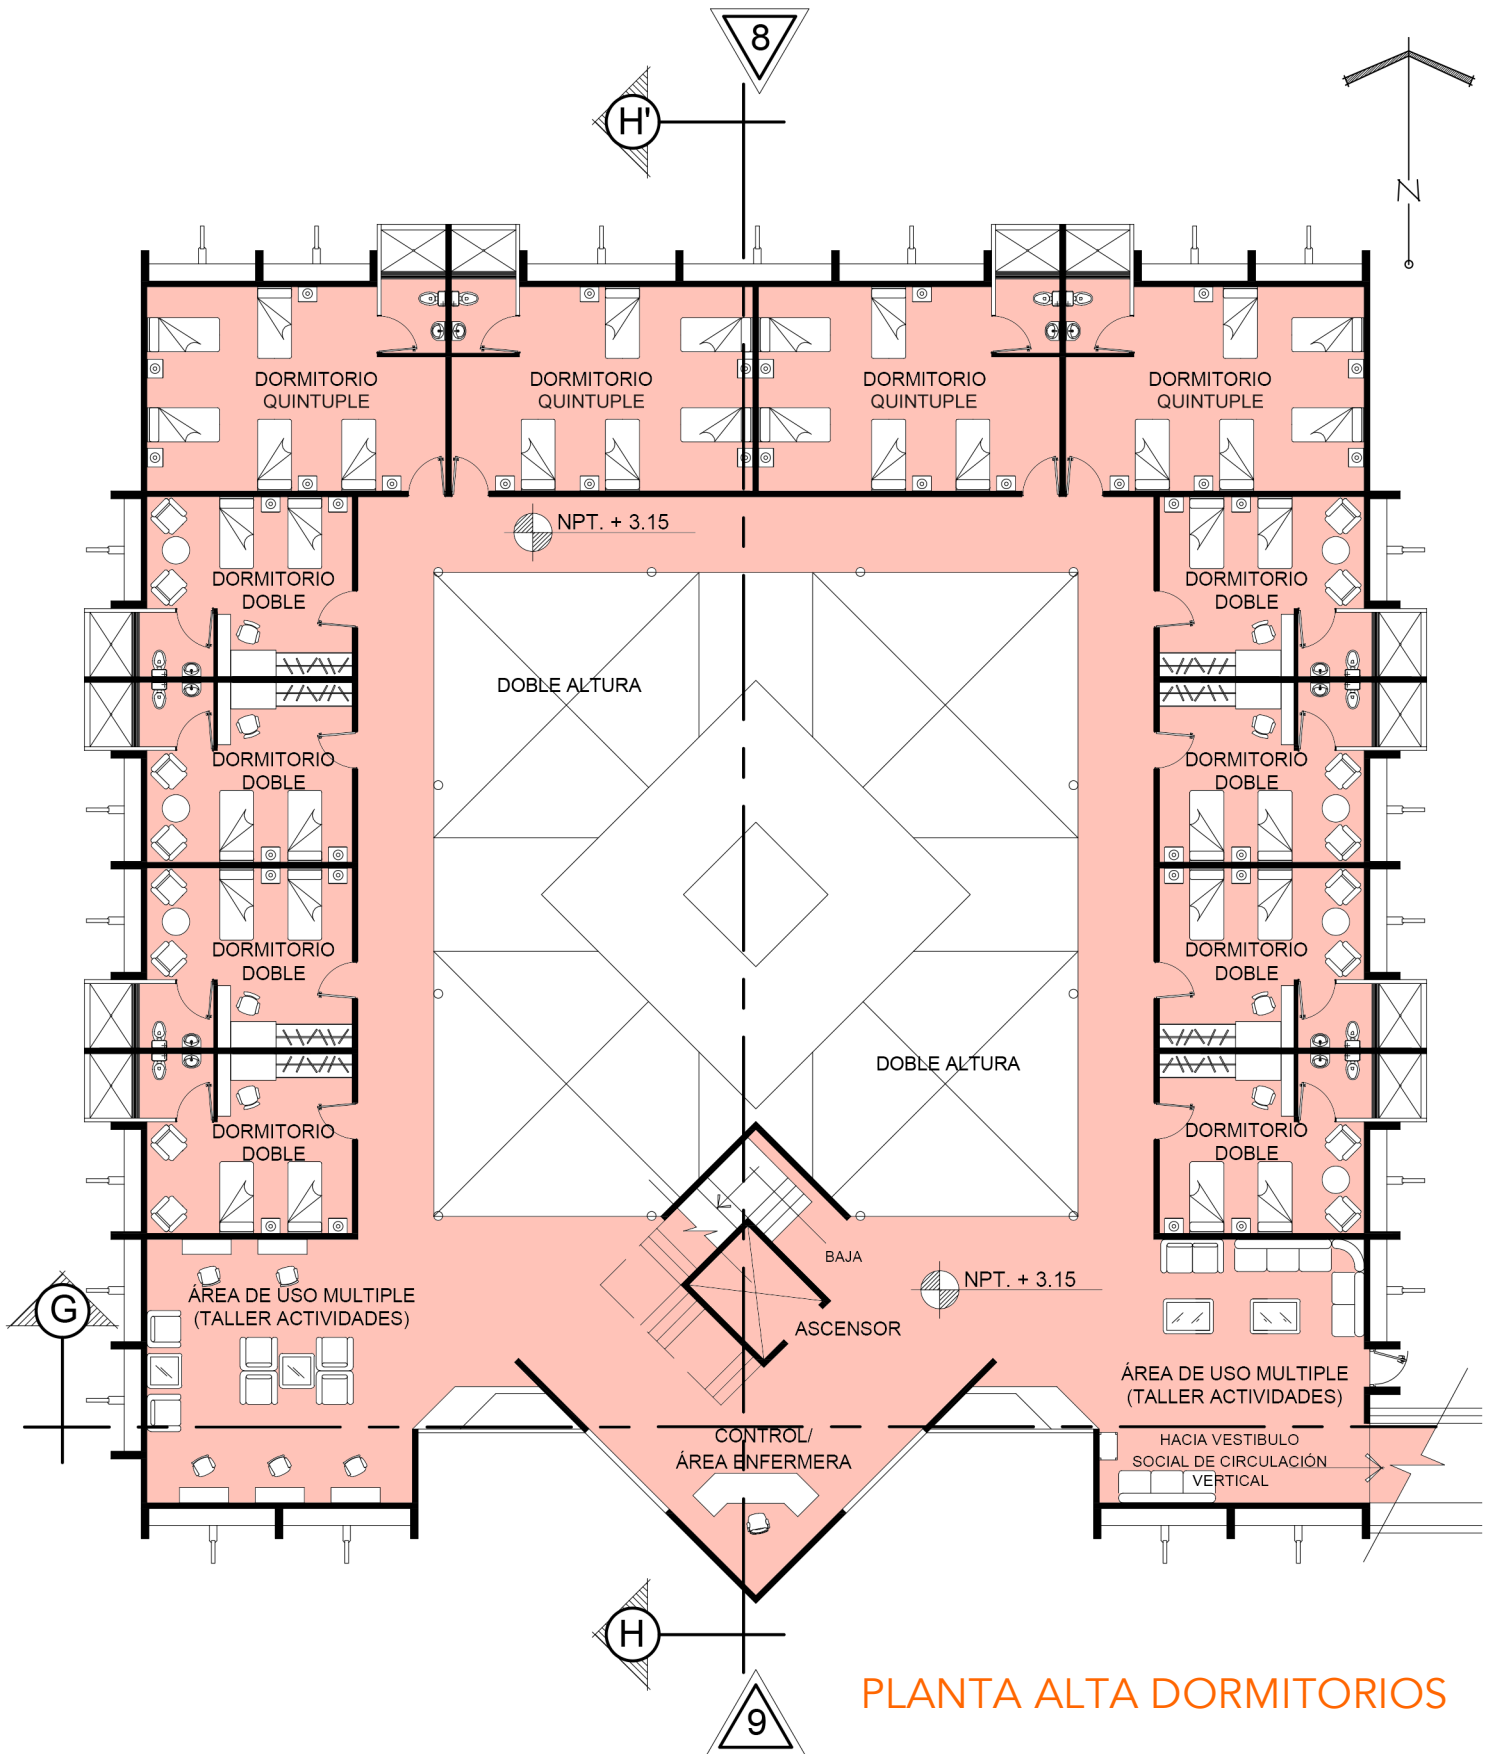 8
H'
N
DORMITORIO
QUINTUPLE
DORMITORIO
QUINTUPLE
DORMITORIO
QUINTUPLE
DORMITORIO
QUINTUPLE
NPT. + 3.15
DORMITORIO
DOBLE
DORMITORIO
DOBLE
DOBLE ALTURA
DORMITORIO
DOBLE
DORMITORIO
DOBLE
DORMITORIO
DOBLE
DORMITORIO
DOBLE
DOBLE ALTURA
DORMITORIO
DOBLE
DORMITORIO
DOBLE
BAJA
NPT. + 3.15
G
ÁREA DE USO MULTIPLE
(TALLER ACTIVIDADES)
ASCENSOR
ÁREA DE USO MULTIPLE
(TALLER ACTIVIDADES)
CONTROL/
ÁREA ENFERMERA
HACIA VESTIBULO
SOCIAL DE CIRCULACIÓN
VERTICAL
H
PLANTA ALTA DORMITORIOS
9